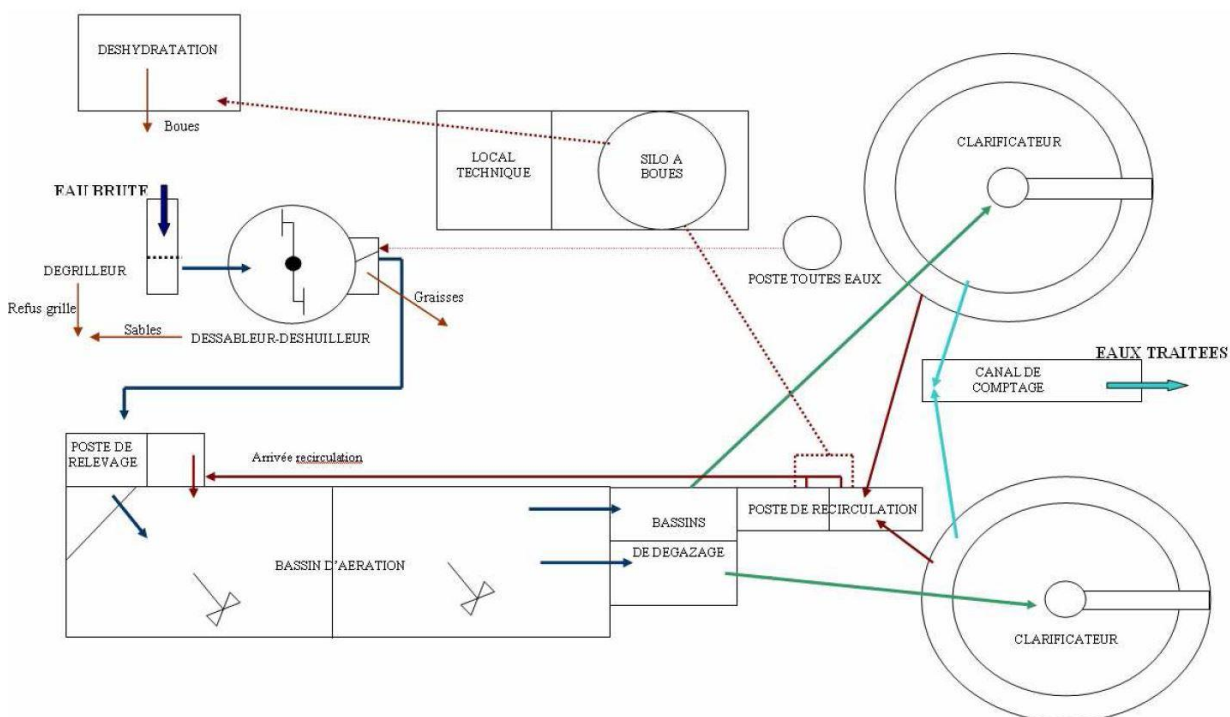 DESHYDRATATION
Boues
LOCAL
TECHNIQUE
SILO A
BOUES
CLARIFICATEUR
EAU BRUTE
POSTE TOUTES EAUX
DEGRILLEUR
Refus grille
Sables
DESSABLEUR-DESHUILLEUR
Graisses
EAUX TRAITEES
CANAL DE
COMPTAGE
POSTE DE
RELEVAGE
Arrivée recirculation
BASSINS
DE DEGAZAGE
POSTE DE RECIRCULATION
BASSIN D'AERATION
CLARIFICATEUR